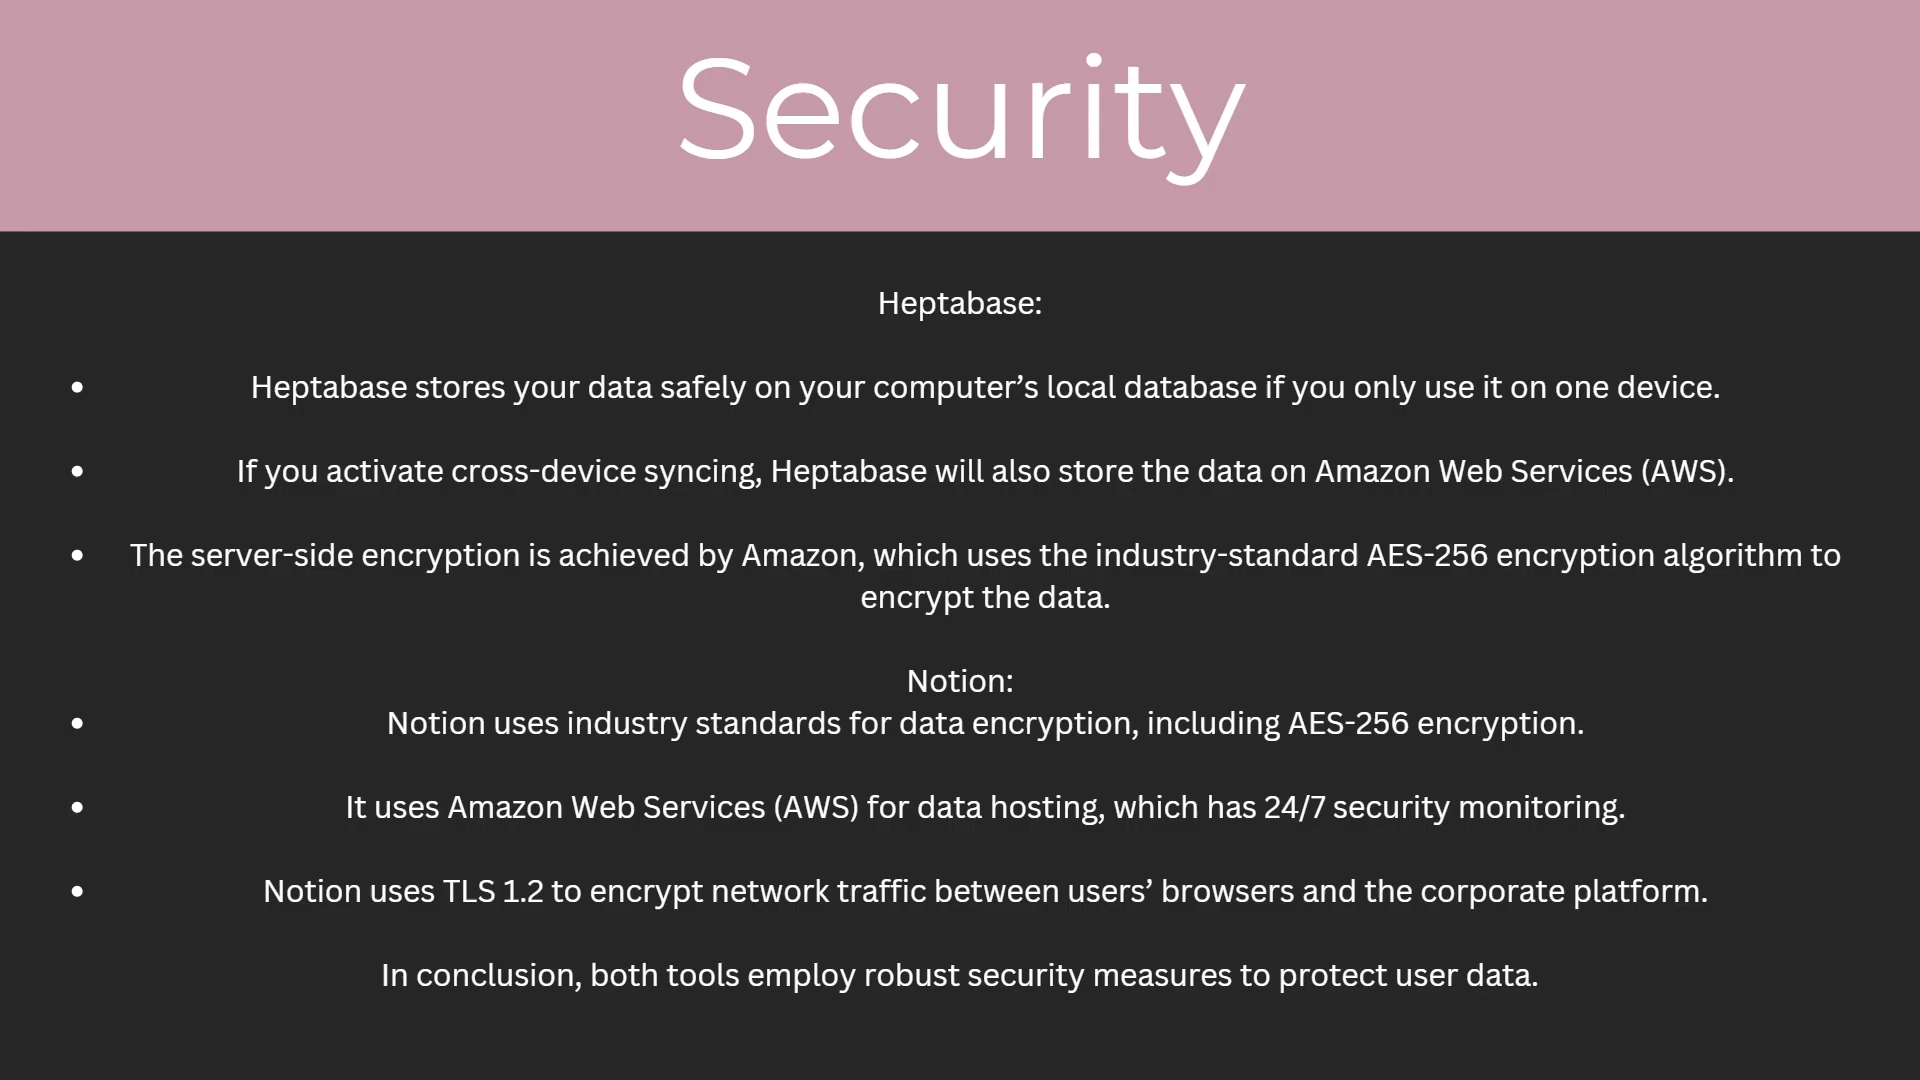 Security
Heptabase:
• Heptabase stores your data safely on your computer’s local database if you only use it on one device.
• If you activate cross-device syncing, Heptabase will also store the data on Amazon Web Services (AWS).
• The server-side encryption is achieved by Amazon, which uses the industry-standard AES-256 encryption algorithm to
encrypt the data.
Notion:
• Notion uses industry standards for data encryption, including AES-256 encryption.
• It uses Amazon Web Services (AWS) for data hosting, which has 24/7 security monitoring.
• Notion uses TLS 1.2 to encrypt network traffic between users’ browsers and the corporate platform.
In conclusion, both tools employ robust security measures to protect user data.